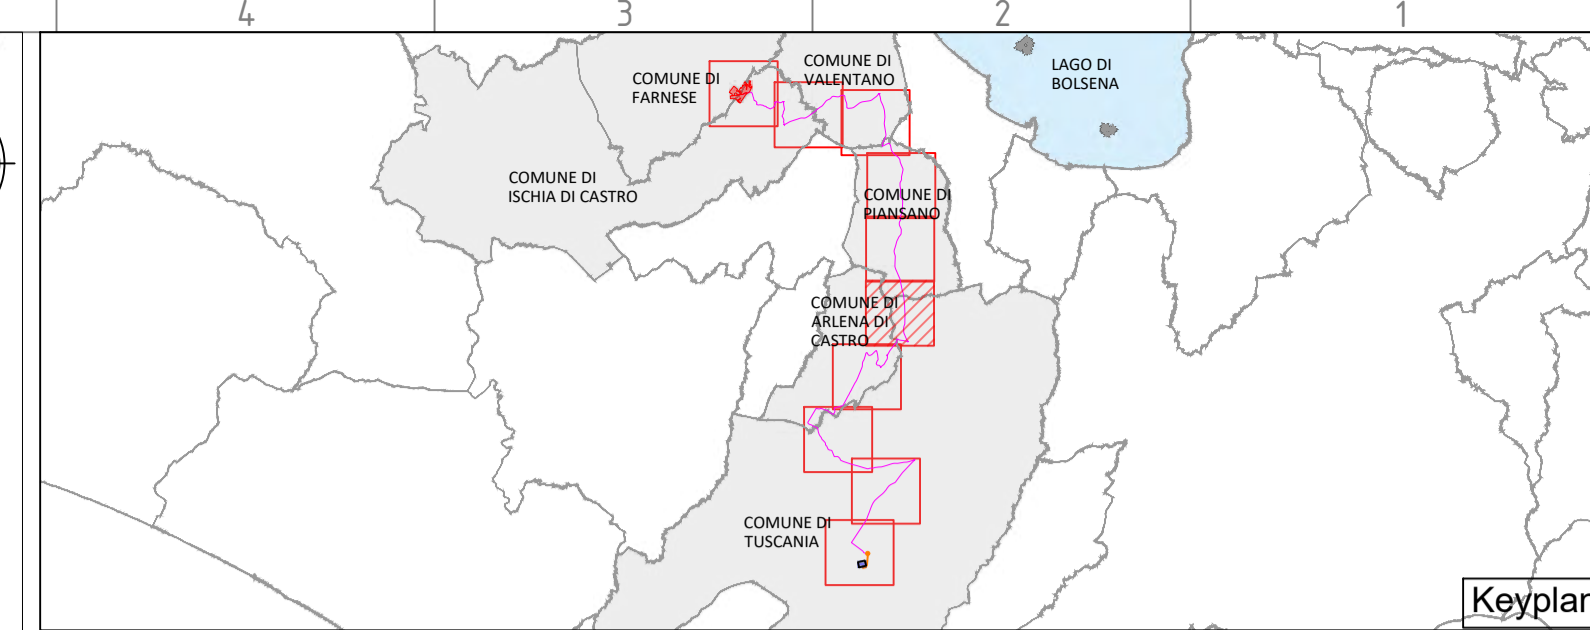 4 3 2 1
COMUNE DI
FARNESE
COMUNE DI
VALENTANO
LAGO DI
BOLSENA
COMUNE DI
ISCHIA DI CASTRO
COMUNE DI
PIANSANO
COMUNE DI
ARLENA DI
CASTRO
COMUNE DI
TUSCANIA
Keyplan